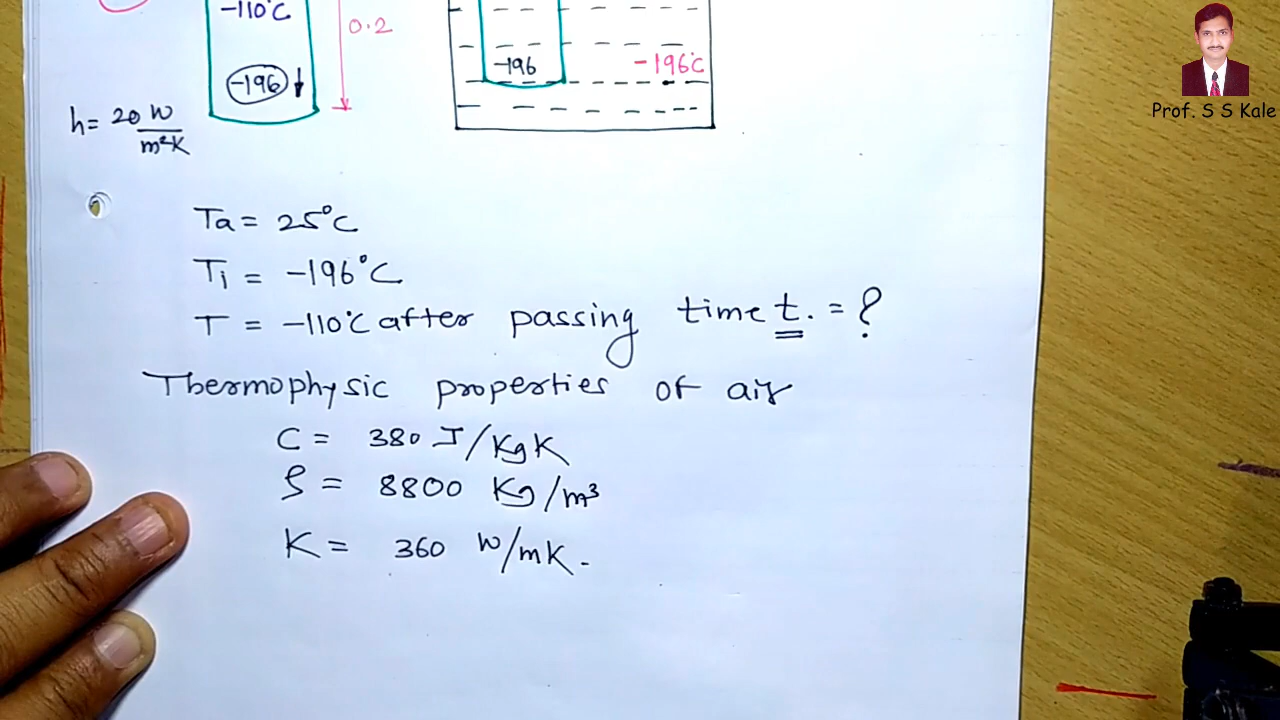 -110°C
0.2
-196
-196
-196°C
h= 20 W/m²K
Prof. S S Kale
Ta = 25°C
Ti = -196°C
T = -110°C after passing time t. = ?
Thermophysic properties of air
C = 380 J/KgK
ρ = 8800 Kg/m³
K = 360 W/mK.